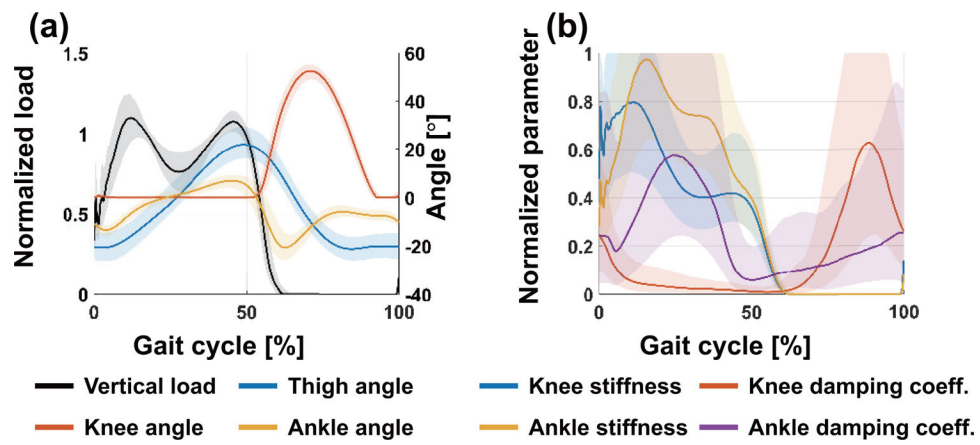 (a)
(b)
Normalized load
1.5
1
0.5
0
60
40
20
0
-20
-40
Angle [°]
0
50
100
Gait cycle [%]
Normalized parameter
1
0.8
0.6
0.4
0.2
0
0
50
100
Gait cycle [%]
Vertical load
Thigh angle
Knee angle
Ankle angle
Knee stiffness
Knee damping coeff.
Ankle stiffness
Ankle damping coeff.